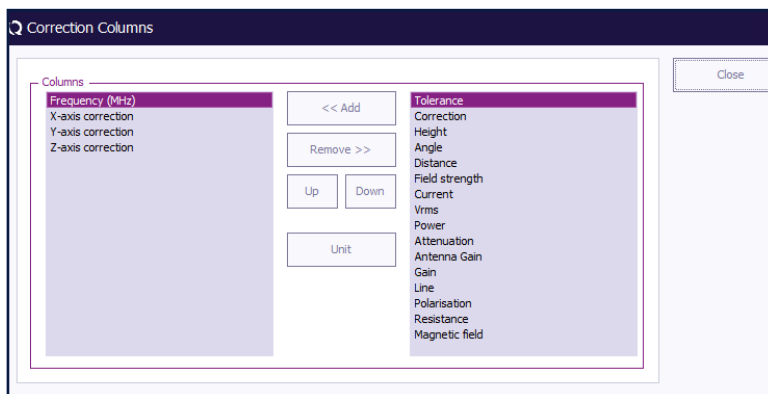 Correction Columns
Close
Columns
Frequency (MHz)
X-axis correction
Y-axis correction
Z-axis correction
<< Add
Remove >>
Up
Down
Unit
Tolerance
Correction
Height
Angle
Distance
Field strength
Current
Vrms
Power
Attenuation
Antenna Gain
Gain
Line
Polarisation
Resistance
Magnetic field